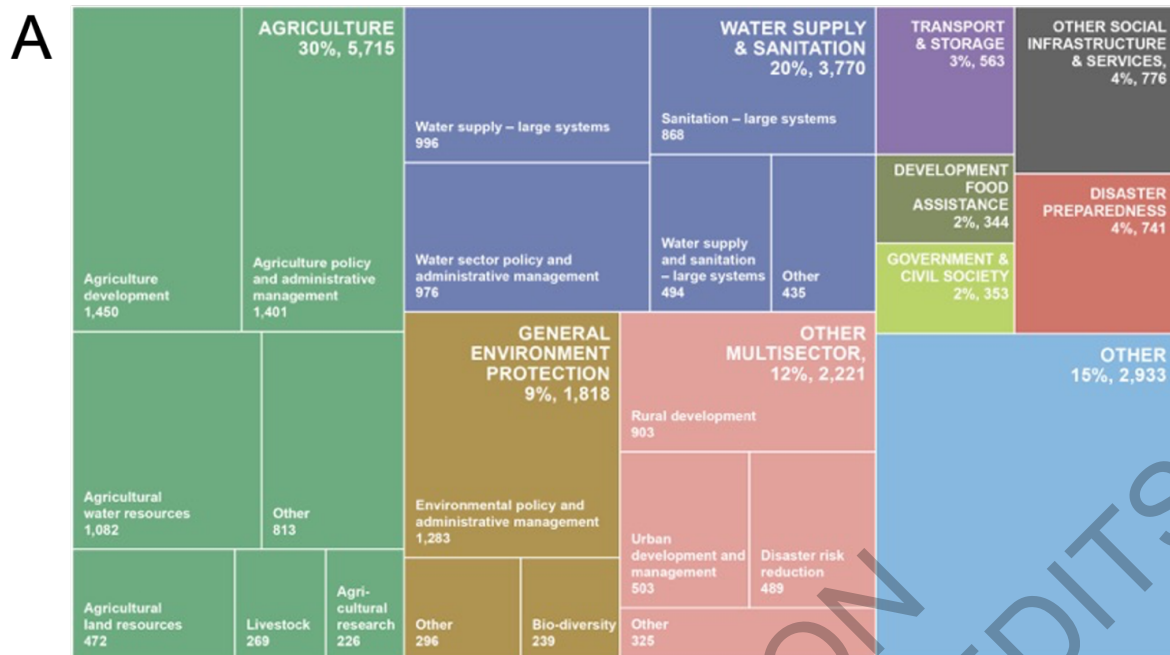 A
AGRICULTURE
30%, 5,715
Agriculture
development
1,450
Agriculture policy
and administrative
management
1,401
Agricultural
water resources
1,082
Other
813
Agricultural
land resources
472
Livestock
269
Agri-
cultural
research
226
WATER SUPPLY
& SANITATION
20%, 3,770
Water supply – large systems
996
Sanitation – large systems
868
Water sector policy and
administrative management
976
Water supply
and sanitation
– large systems
494
Other
435
GENERAL
ENVIRONMENT
PROTECTION
9%, 1,818
Environmental policy and
administrative management
1,283
Other
296
Bio-diversity
239
OTHER
MULTISECTOR,
12%, 2,221
Rural development
903
Urban
development and
management
503
Disaster risk
reduction
489
Other
325
TRANSPORT
& STORAGE
3%, 563
OTHER SOCIAL
INFRASTRUCTURE
& SERVICES,
4%, 776
DEVELOPMENT
FOOD
ASSISTANCE
2%, 344
GOVERNMENT &
CIVIL SOCIETY
2%, 353
DISASTER
PREPAREDNESS
4%, 741
OTHER
15%, 2,933